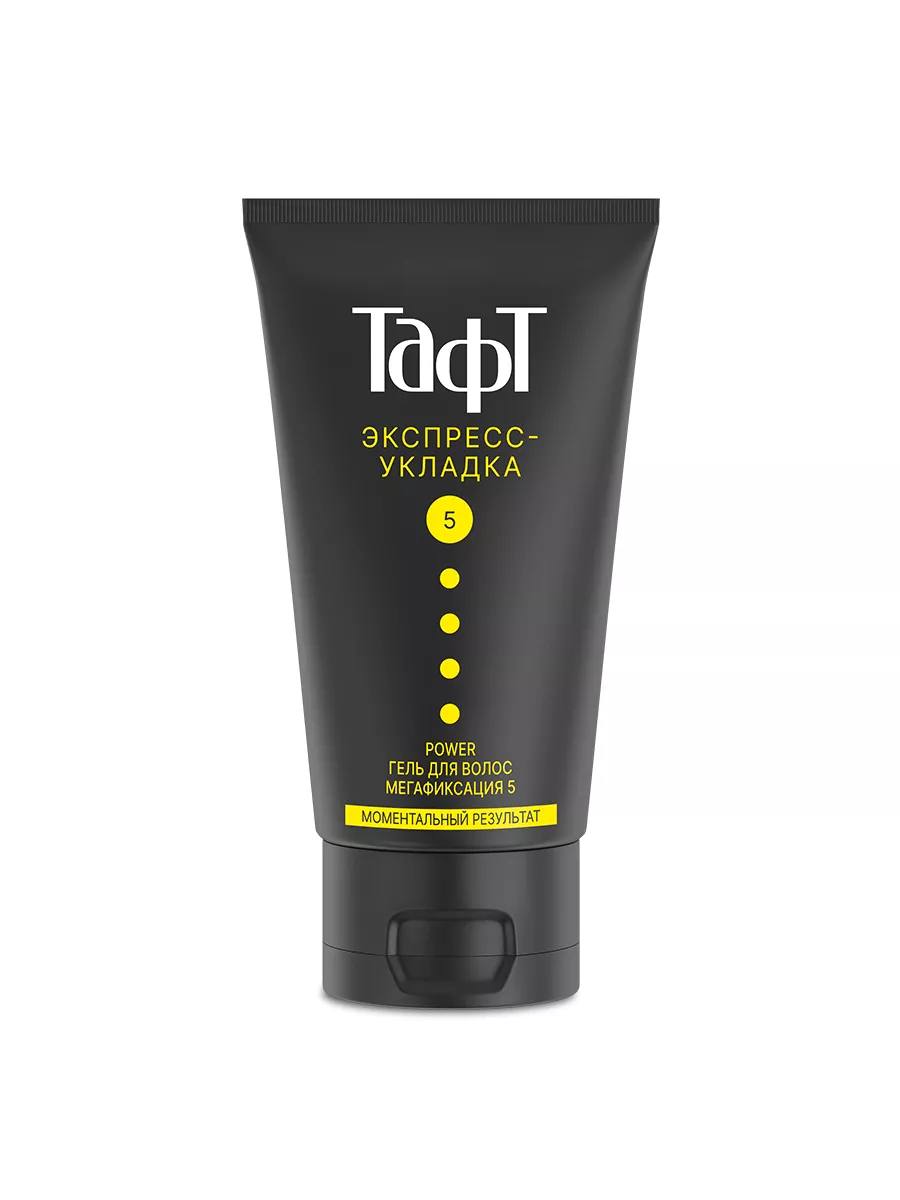 Тафт
ЭКСПРЕСС-
УКЛАДКА
5
POWER
ГЕЛЬ ДЛЯ ВОЛОС
МЕГАФИКСАЦИЯ 5
МОМЕНТАЛЬНЫЙ РЕЗУЛЬТАТ